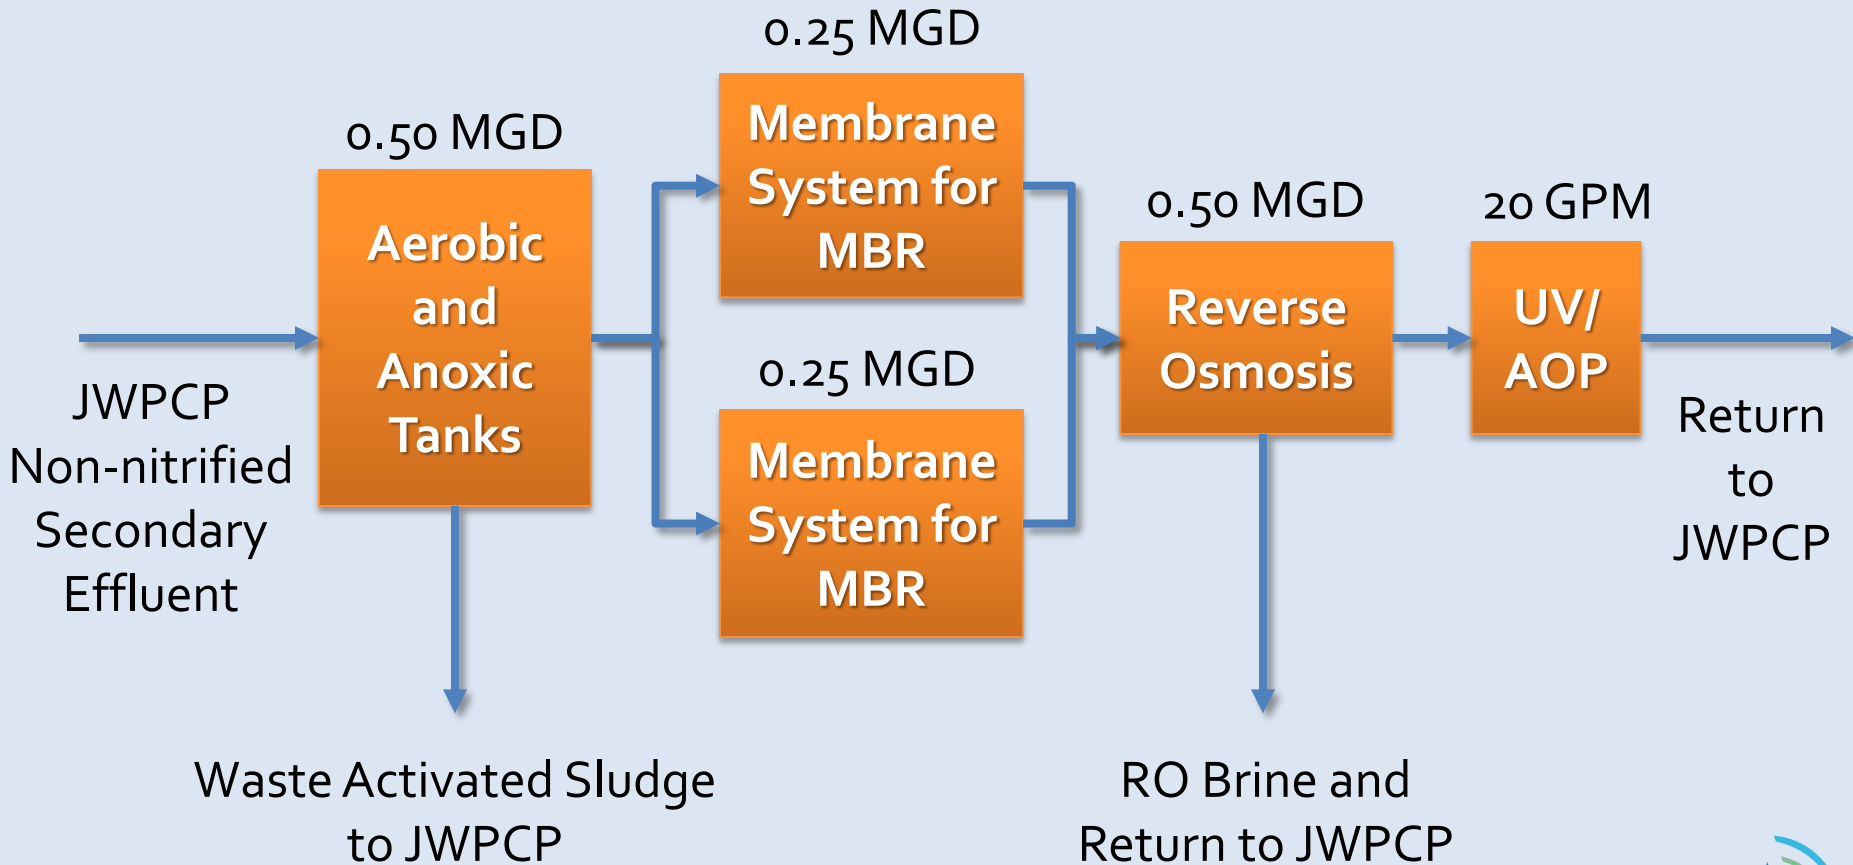 0.50 MGD
Aerobic
and
Anoxic
Tanks
JWPCP
Non-nitrified
Secondary
Effluent
Waste Activated Sludge
to JWPCP
0.25 MGD
Membrane
System for
MBR
0.25 MGD
Membrane
System for
MBR
0.50 MGD
Reverse
Osmosis
RO Brine and
Return to JWPCP
20 GPM
UV/
AOP
Return
to
JWPCP